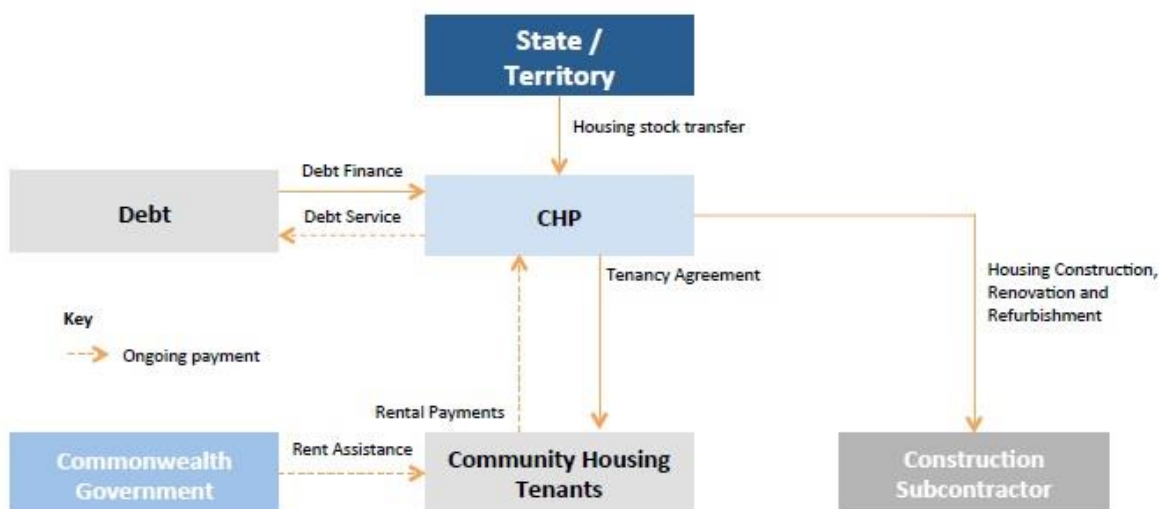 State /
Territory
Housing stock transfer
Debt Finance
Debt
CHP
Debt Service
Tenancy Agreement
Housing Construction,
Renovation and
Refurbishment
Key
Ongoing payment
Rental Payments
Commonwealth
Government
Rent Assistance
Community Housing
Tenants
Construction
Subcontractor